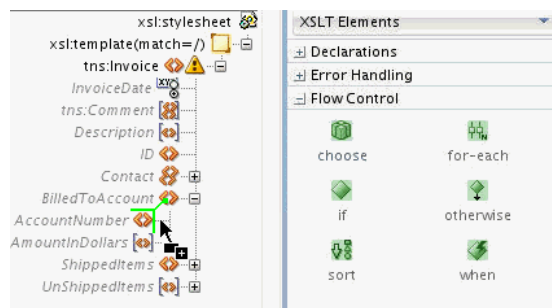 xsl:stylesheet
xsl:template(match=/)
tns:Invoice
InvoiceDate
tns:Comment
Description
ID
Contact
BilledToAccount
AccountNumber
AmountInDollars
ShippedItems
UnShippedItems
XSLT Elements
Declarations
Error Handling
Flow Control
choose
for-each
if
otherwise
sort
when